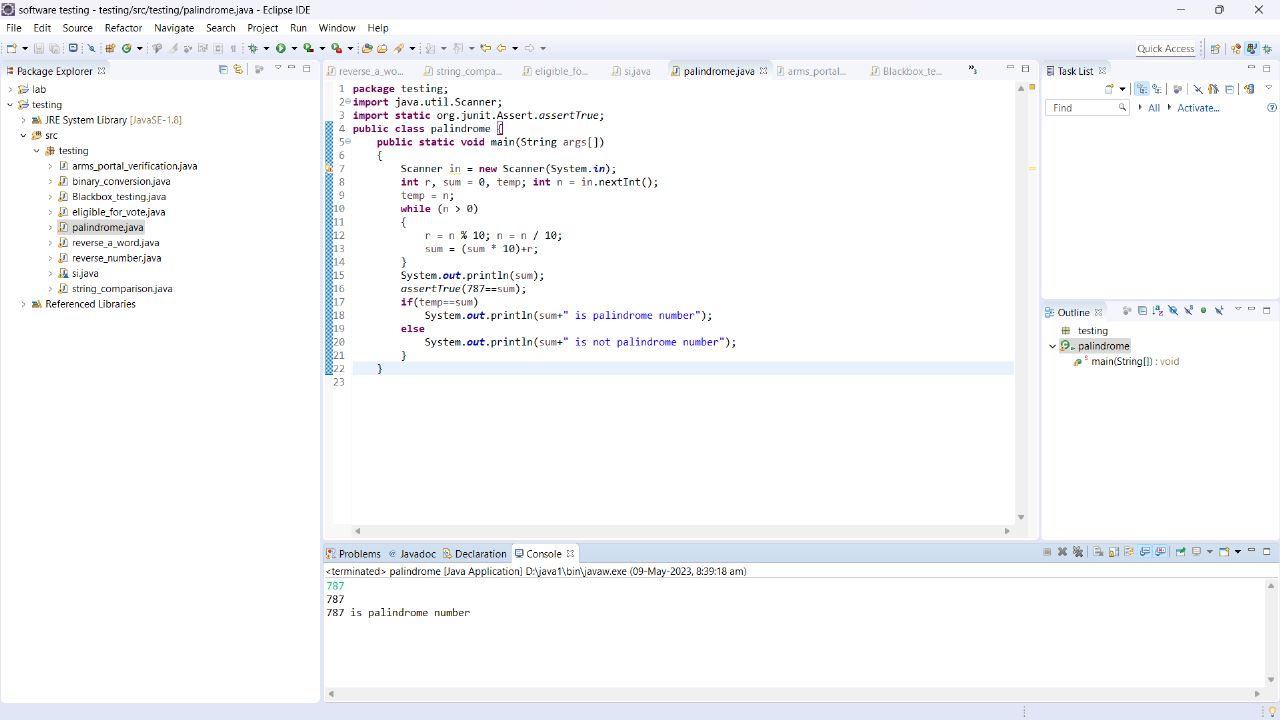 software testing - testing/src/testing/palindrome.java - Eclipse IDE
File Edit Source Refactor Navigate Search Project Run Window Help
Quick Access
Package Explorer
lab
testing
JRE System Library [JavaSE-1.8]
src
testing
arms_portal_verification.java
binary_conversion.java
Blackbox_testing.java
eligible_for_vote.java
palindrome.java
reverse_a_word.java
reverse_number.java
si.java
string_comparison.java
Referenced Libraries
reverse_a_wo... string_compa... eligible_fo... si.java palindrome.java arms_portal... Blackbox_te... »3
1 package testing;
2 import java.util.Scanner;
3 import static org.junit.Assert.assertTrue;
4 public class palindrome {
5 public static void main(String args[])
6 {
7 Scanner in = new Scanner(System.in);
8 int r, sum = 0, temp; int n = in.nextInt();
9 temp = n;
10 while (n > 0)
11 {
12 r = n % 10; n = n / 10;
13 sum = (sum * 10)+r;
14 }
15 System.out.println(sum);
16 assertTrue(787==sum);
17 if(temp==sum)
18 System.out.println(sum+" is palindrome number");
19 else
20 System.out.println(sum+" is not palindrome number");
21 }
22 }
23
Task List
Find All Activate...
Outline
testing
palindrome
main(String[]) : void
Problems Javadoc Declaration Console
<terminated> palindrome [Java Application] D:\java1\bin\javaw.exe (09-May-2023, 8:39:18 am)
787
787
787 is palindrome number